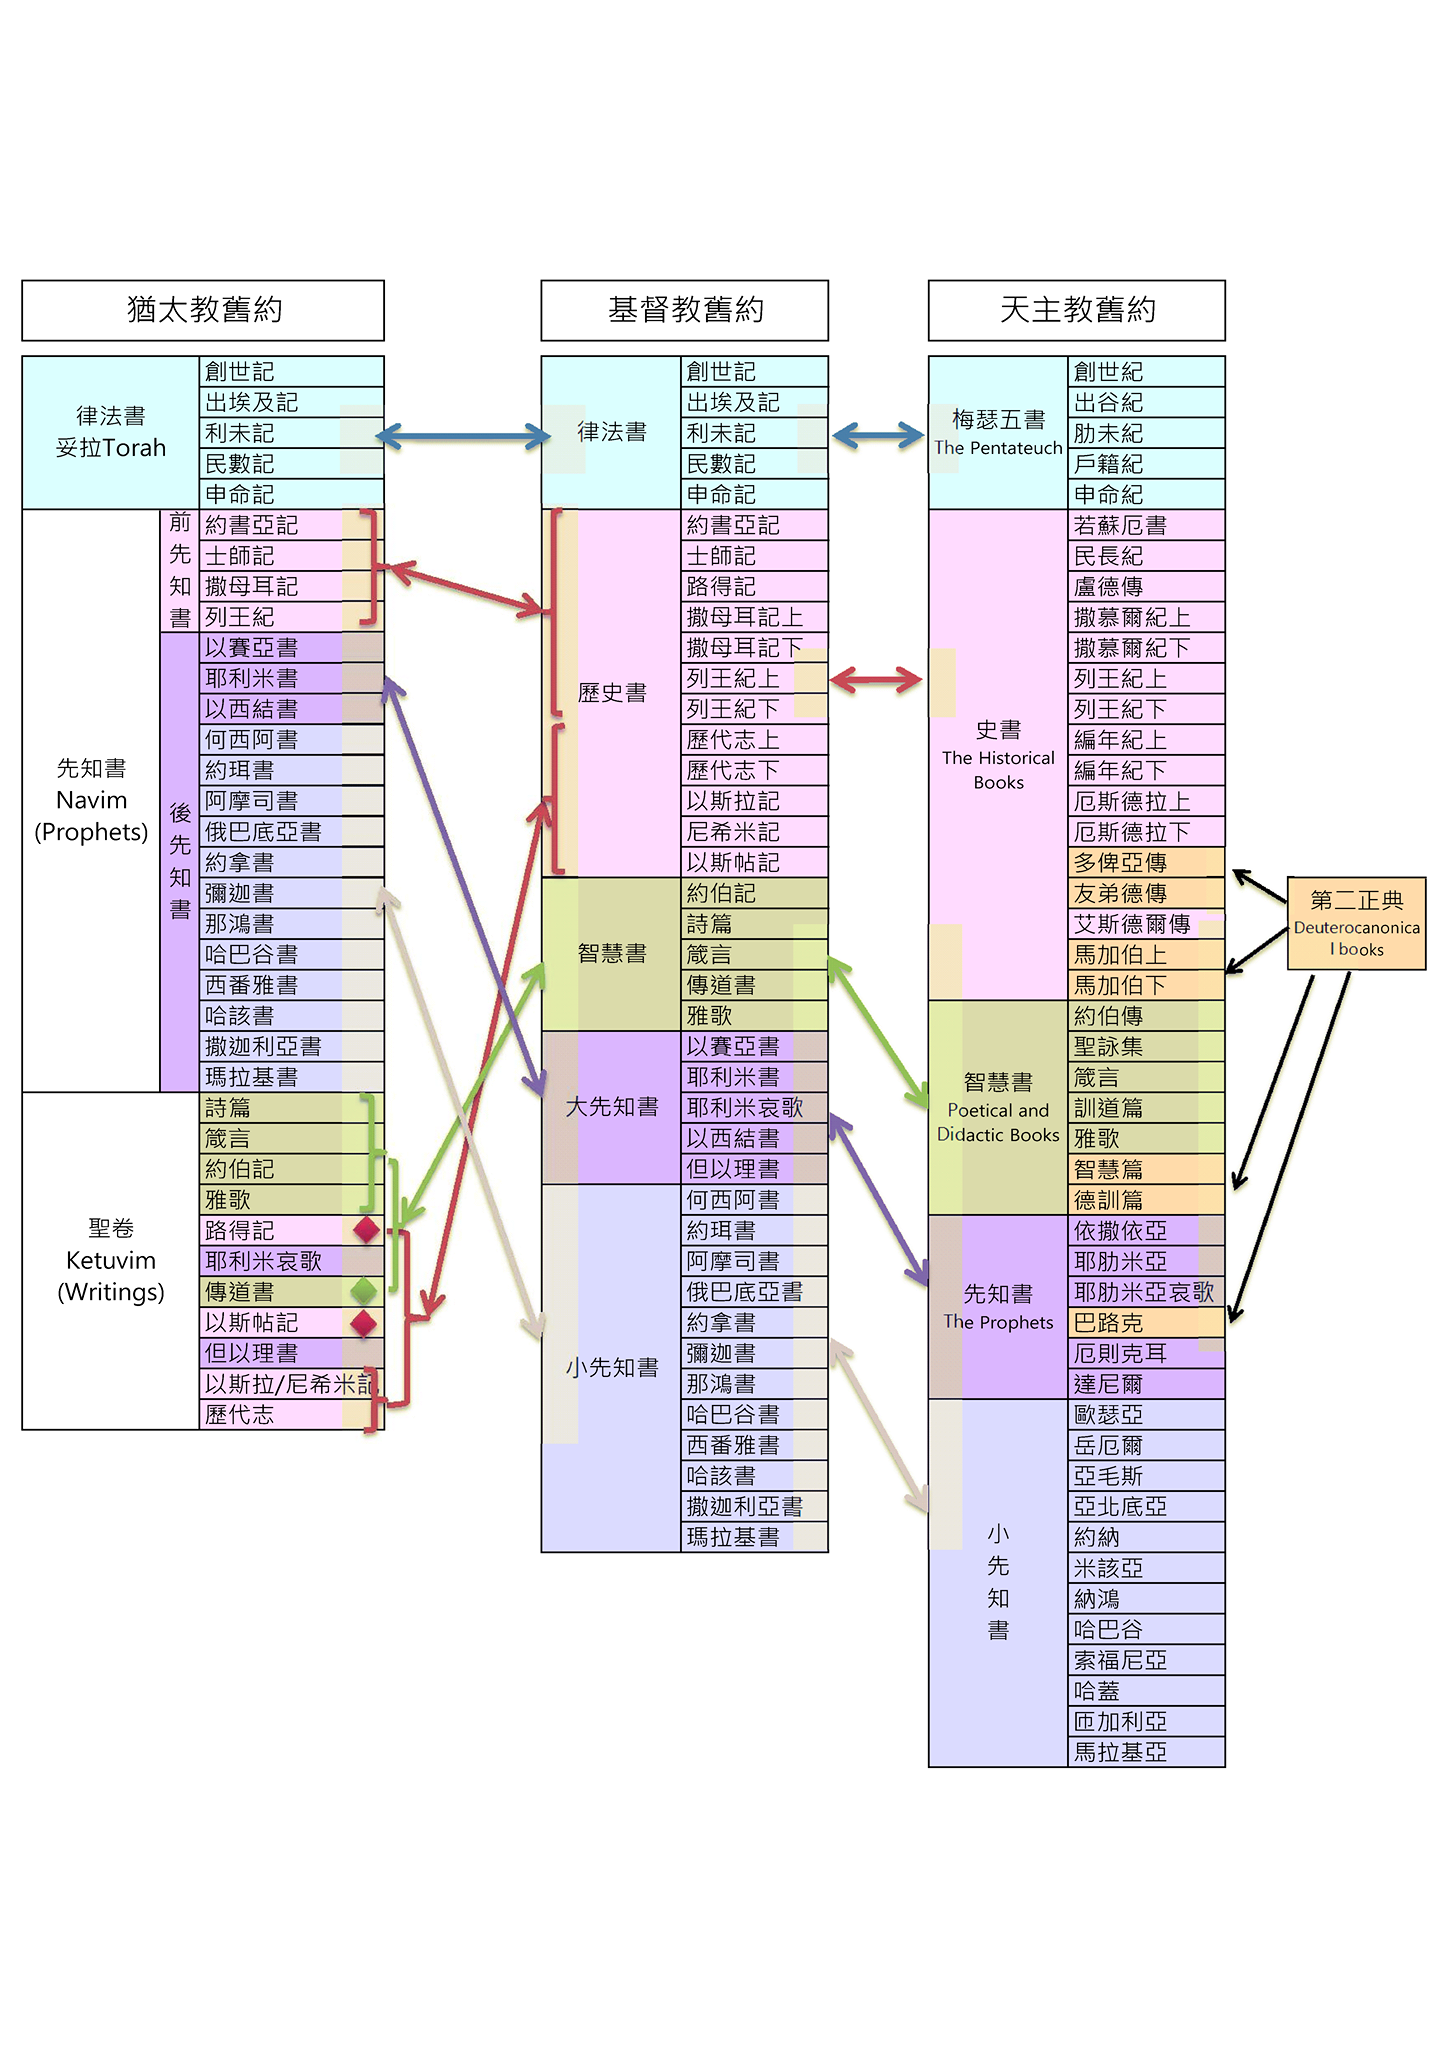 猶太教舊約
律法書
妥拉Torah
創世記
出埃及記
利未記
民數記
申命記
先知書
Navim
(Prophets)
前
先
知
書
約書亞記
士師記
撒母耳記
列王紀
後
先
知
書
以賽亞書
耶利米書
以西結書
何西阿書
約珥書
阿摩司書
俄巴底亞書
約拿書
彌迦書
那鴻書
哈巴谷書
西番雅書
哈該書
撒迦利亞書
瑪拉基書
聖卷
Ketuvim
(Writings)
詩篇
箴言
約伯記
雅歌
路得記
耶利米哀歌
傳道書
以斯帖記
但以理書
以斯拉/尼希米記
歷代志
基督教舊約
律法書
創世記
出埃及記
利未記
民數記
申命記
歷史書
約書亞記
士師記
路得記
撒母耳記上
撒母耳記下
列王紀上
列王紀下
歷代志上
歷代志下
以斯拉記
尼希米記
以斯帖記
智慧書
約伯記
詩篇
箴言
傳道書
雅歌
大先知書
以賽亞書
耶利米書
耶利米哀歌
以西結書
但以理書
小先知書
何西阿書
約珥書
阿摩司書
俄巴底亞書
約拿書
彌迦書
那鴻書
哈巴谷書
西番雅書
哈該書
撒迦利亞書
瑪拉基書
天主教舊約
梅瑟五書
The Pentateuch
創世紀
出谷紀
肋未紀
戶籍紀
申命紀
史書
The Historical
Books
若蘇厄書
民長紀
盧德傳
撒慕爾紀上
撒慕爾紀下
列王紀上
列王紀下
編年紀上
編年紀下
厄斯德拉上
厄斯德拉下
多俾亞傳
友弟德傳
艾斯德爾傳
馬加伯上
馬加伯下
智慧書
Poetical and
Didactic Books
約伯傳
聖詠集
箴言
訓道篇
雅歌
智慧篇
德訓篇
先知書
The Prophets
依撒依亞
耶肋米亞
耶肋米亞哀歌
巴路克
厄則克耳
達尼爾
小
先
知
書
歐瑟亞
岳厄爾
亞毛斯
亞北底亞
約納
米該亞
納鴻
哈巴谷
索福尼亞
哈蓋
匝加利亞
馬拉基亞
第二正典
Deuterocanonica
l books